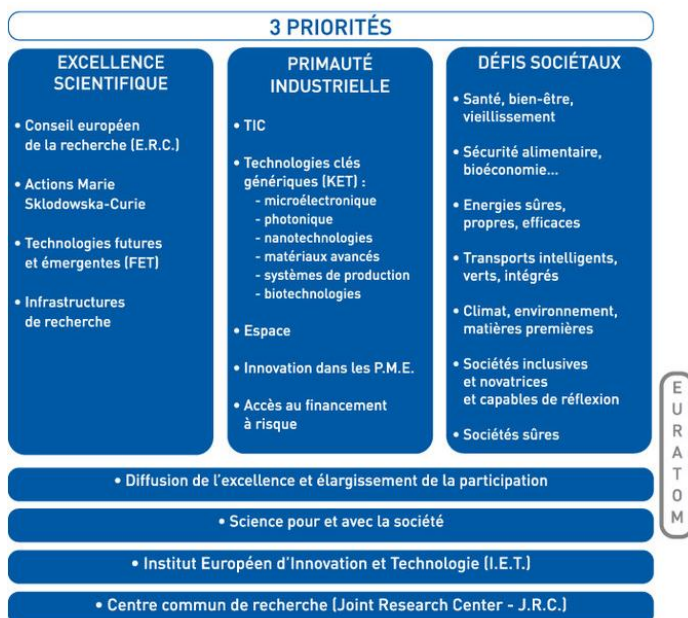 3 PRIORITÉS
EXCELLENCE
SCIENTIFIQUE
• Conseil européen
de la recherche (E.R.C.)
• Actions Marie
Sklodowska-Curie
• Technologies futures
et émergentes (FET)
• Infrastructures
de recherche
PRIMAUTÉ
INDUSTRIELLE
• TIC
• Technologies clés
génériques (KET) :
- microélectronique
- photonique
- nanotechnologies
- matériaux avancés
- systèmes de production
- biotechnologies
• Espace
• Innovation dans les P.M.E.
• Accès au financement
à risque
DÉFIS SOCIÉTAUX
• Santé, bien-être,
vieillissement
• Sécurité alimentaire,
bioéconomie...
• Energies sûres,
propres, efficaces
• Transports intelligents,
verts, intégrés
• Climat, environnement,
matières premières
• Sociétés inclusives
et novatrices
et capables de réflexion
• Sociétés sûres
• Diffusion de l'excellence et élargissement de la participation
• Science pour et avec la société
• Institut Européen d'Innovation et Technologie (I.E.T.)
• Centre commun de recherche (Joint Research Center - J.R.C.)
EURATOM